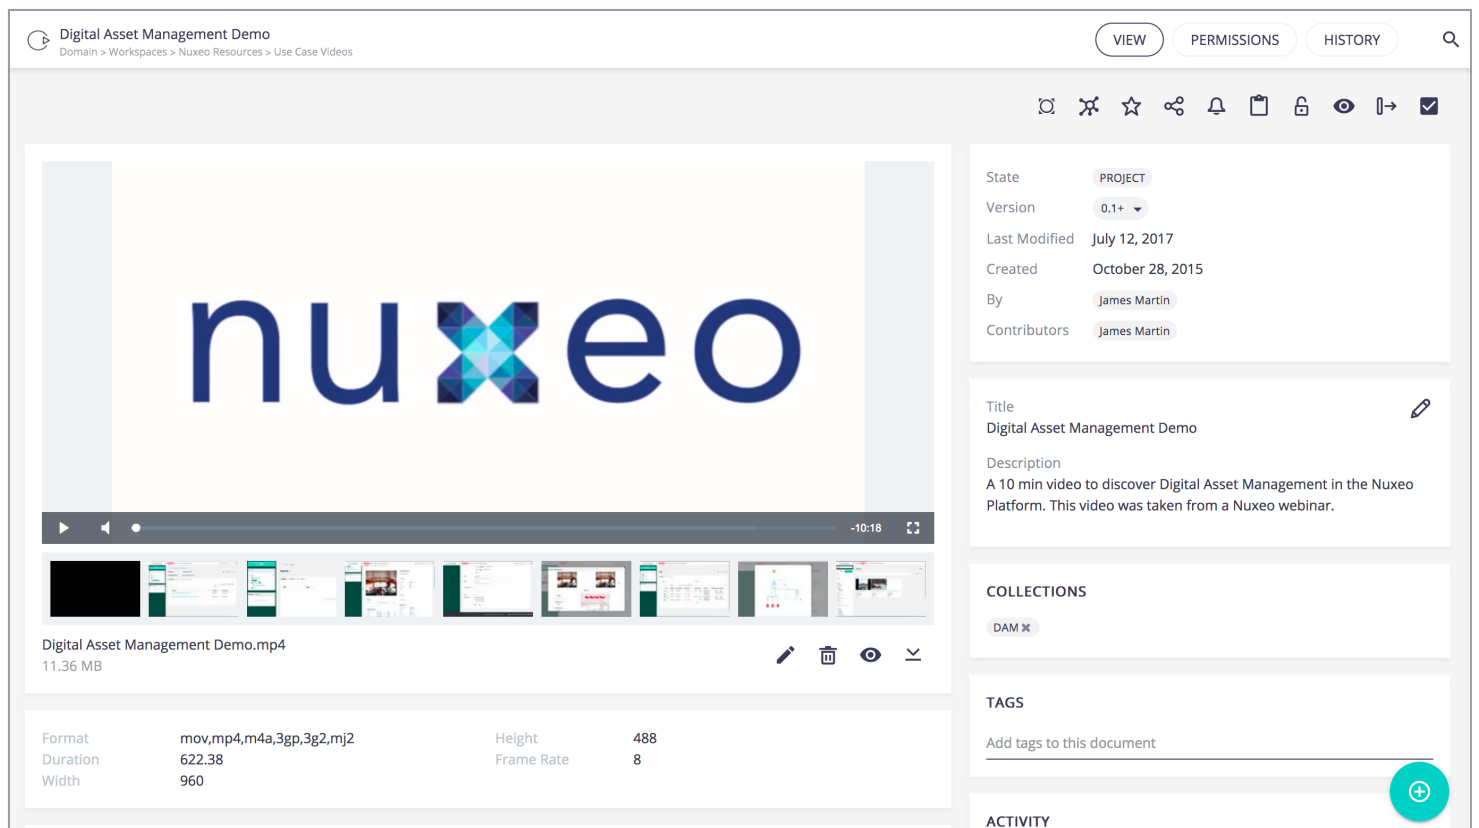 Digital Asset Management Demo
Domain > Workspaces > Nuxeo Resources > Use Case Videos
VIEW
PERMISSIONS
HISTORY
nuxeo
-10:18
Digital Asset Management Demo.mp4
11.36 MB
Format mov,mp4,m4a,3gp,3g2,mj2
Duration 622.38
Width 960
Height 488
Frame Rate 8
State PROJECT
Version 0.1+
Last Modified July 12, 2017
Created October 28, 2015
By James Martin
Contributors James Martin
Title
Digital Asset Management Demo
Description
A 10 min video to discover Digital Asset Management in the Nuxeo
Platform. This video was taken from a Nuxeo webinar.
COLLECTIONS
DAM
TAGS
Add tags to this document
ACTIVITY